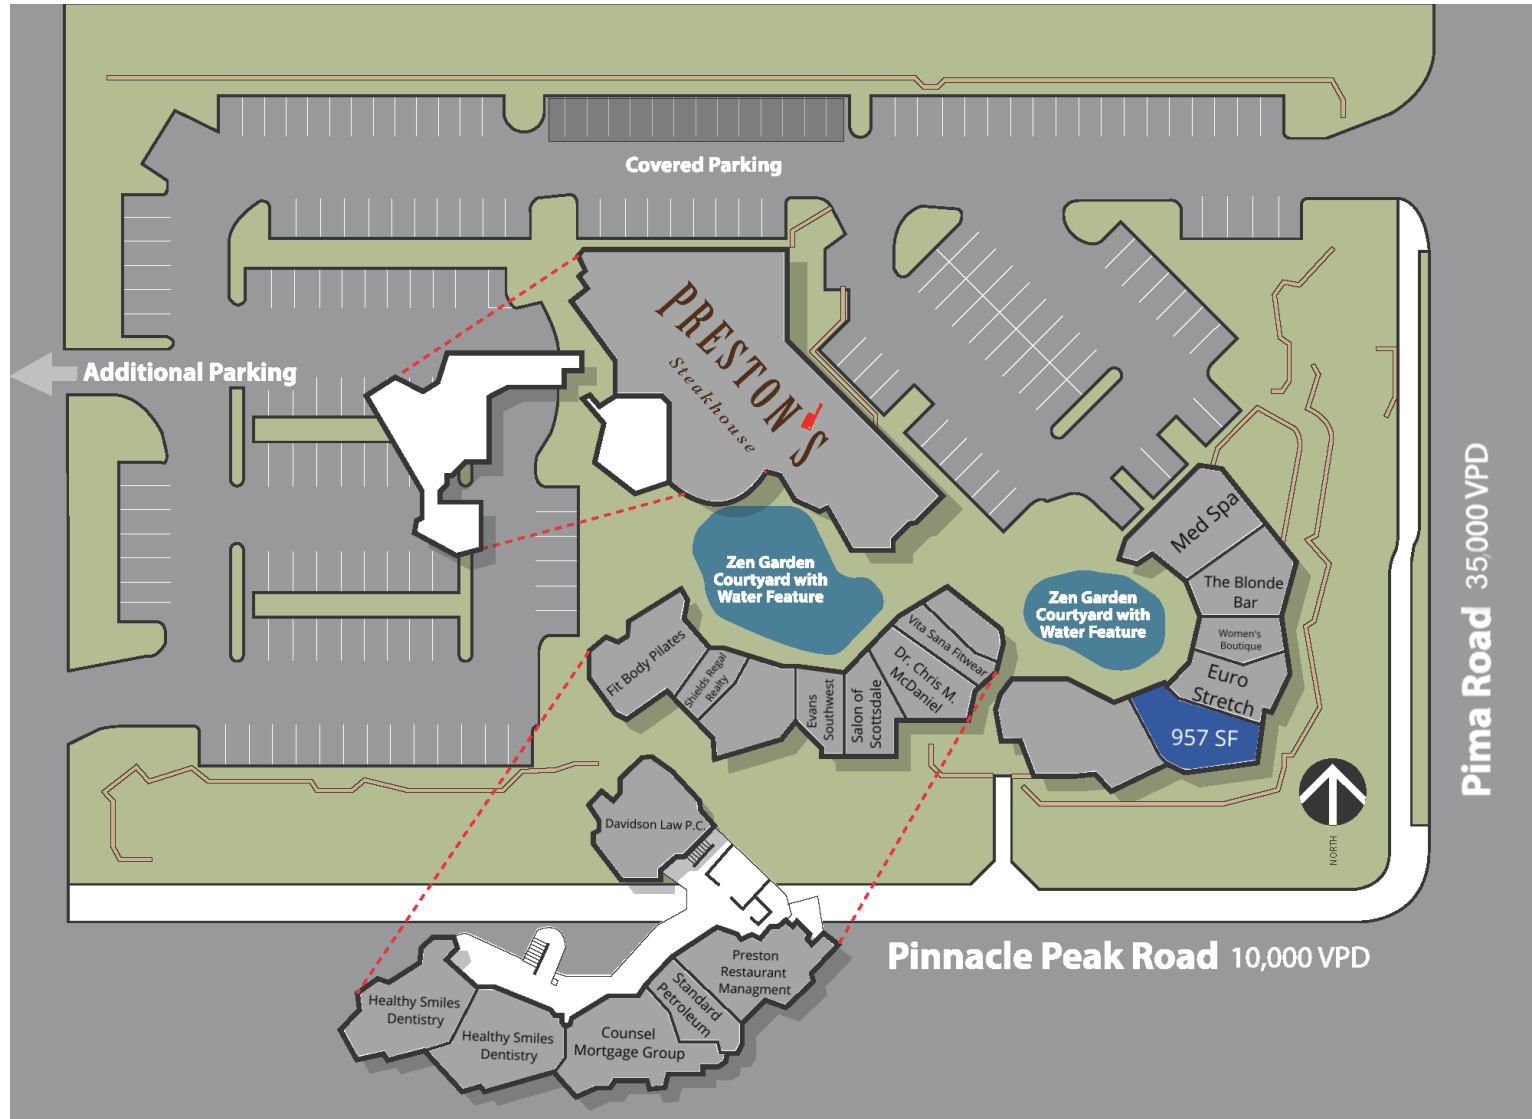 Covered Parking
Additional Parking
PRESTON'S
Steakhouse
Zen Garden
Courtyard with
Water Feature
Zen Garden
Courtyard with
Water Feature
Med Spa
The Blonde
Bar
Women's
Boutique
Euro
Stretch
957 SF
Fit Body Pilates
Shields Regal
Realty
Evans
Southwest
Salon of
Scottsdale
Dr. Chris M.
McDaniel
Vita Sana Fitwear
Davidson Law P.C.
Healthy Smiles
Dentistry
Healthy Smiles
Dentistry
Counsel
Mortgage Group
Standard
Petroleum
Preston
Restaurant
Managment
NORTH
Pima Road 35,000 VPD
Pinnacle Peak Road 10,000 VPD